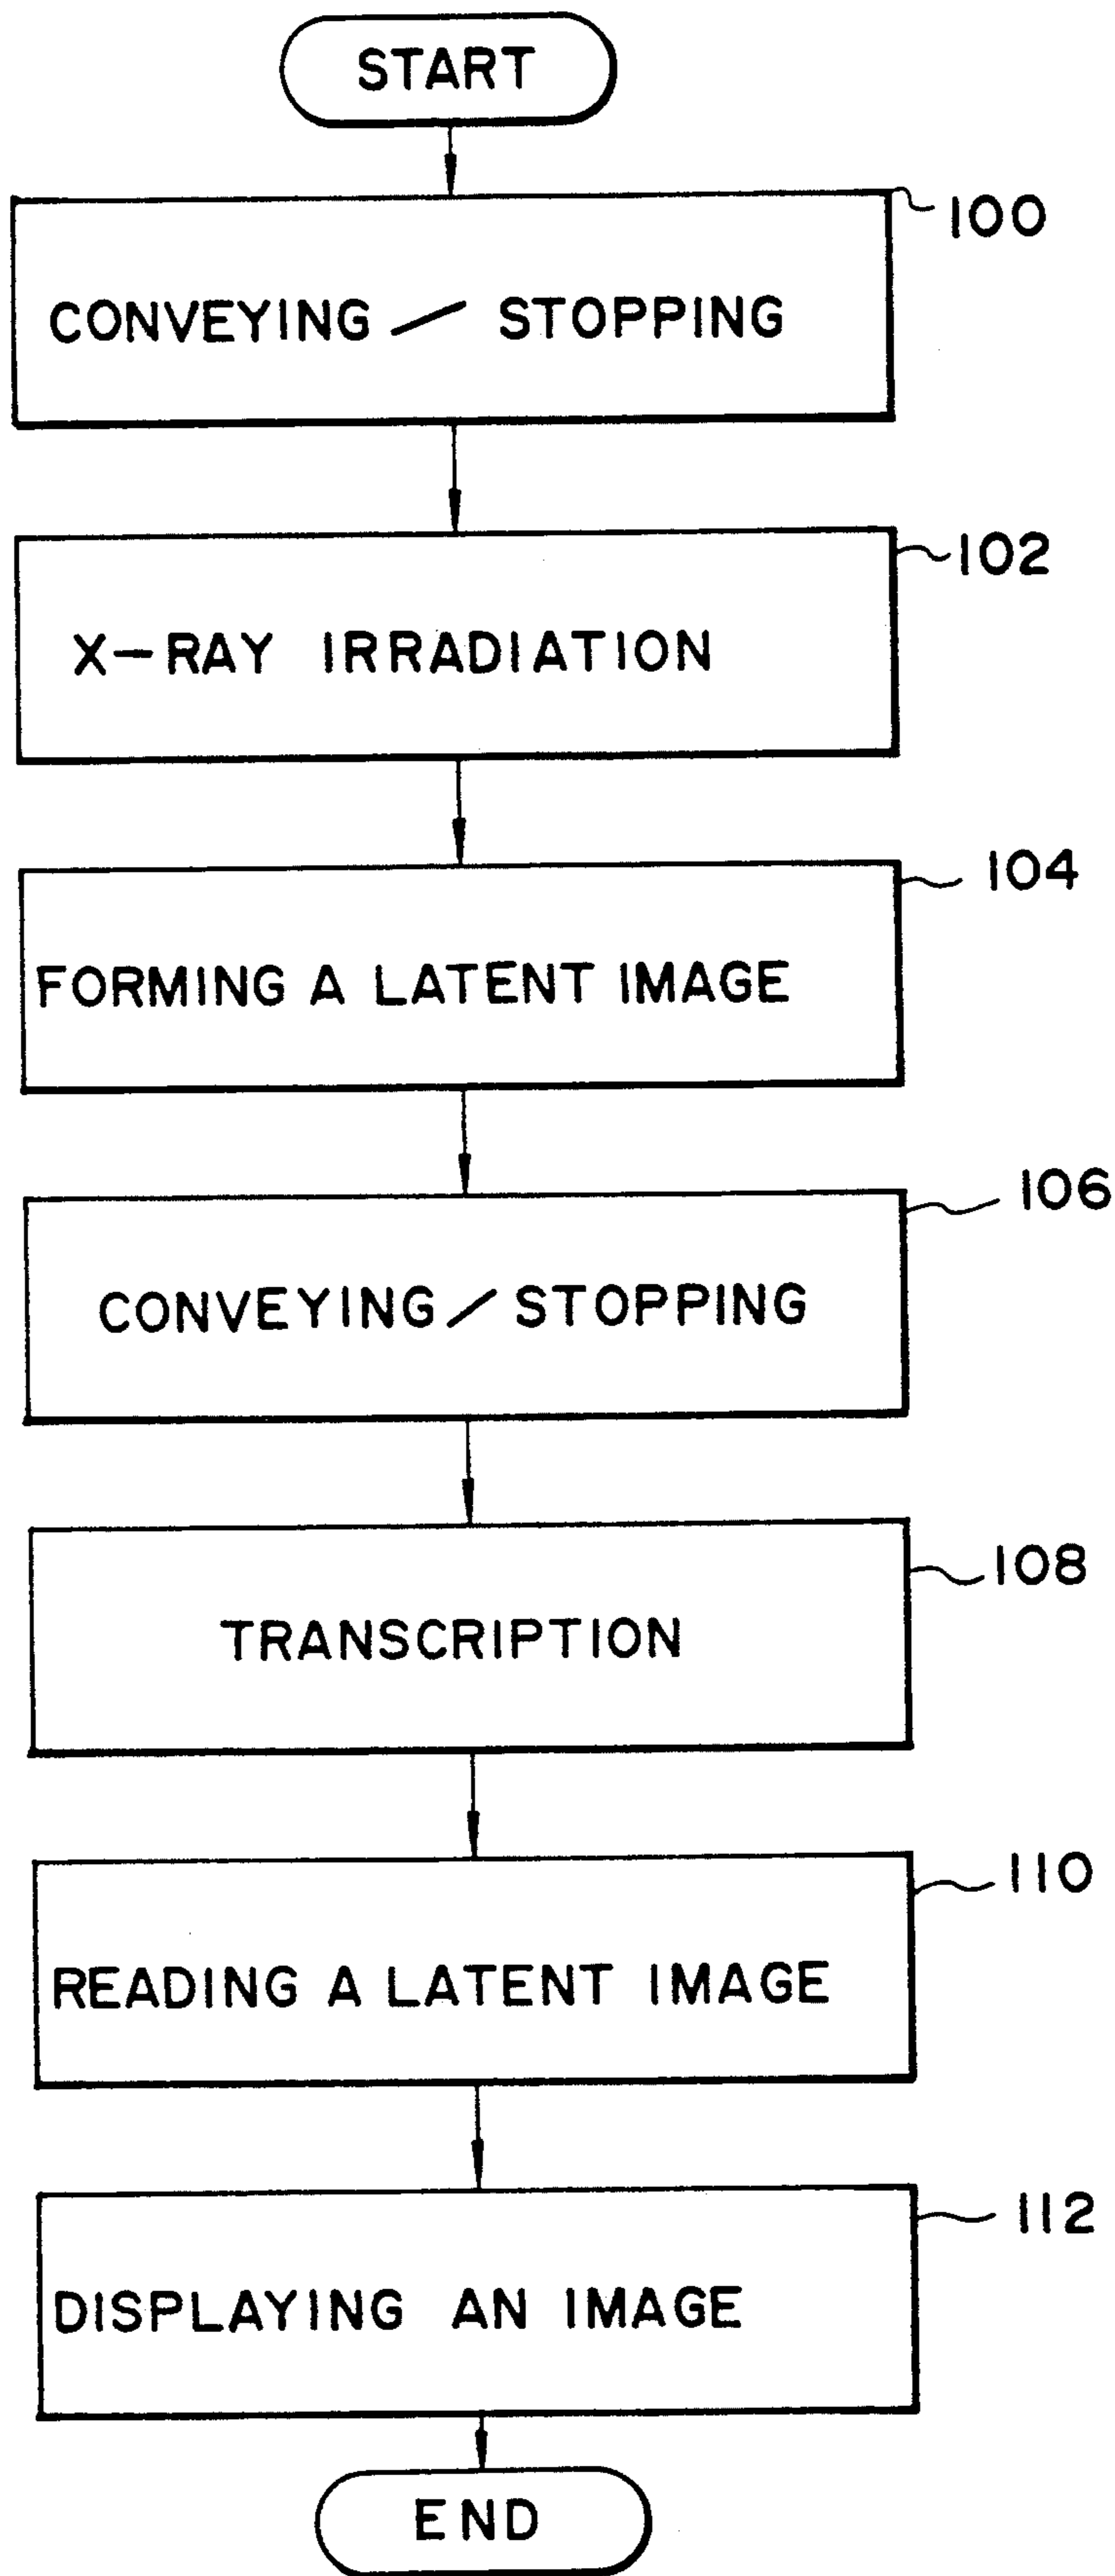 START
100
CONVEYING / STOPPING
102
X-RAY IRRADIATION
104
FORMING A LATENT IMAGE
106
CONVEYING / STOPPING
108
TRANSCRIPTION
110
READING A LATENT IMAGE
112
DISPLAYING AN IMAGE
END